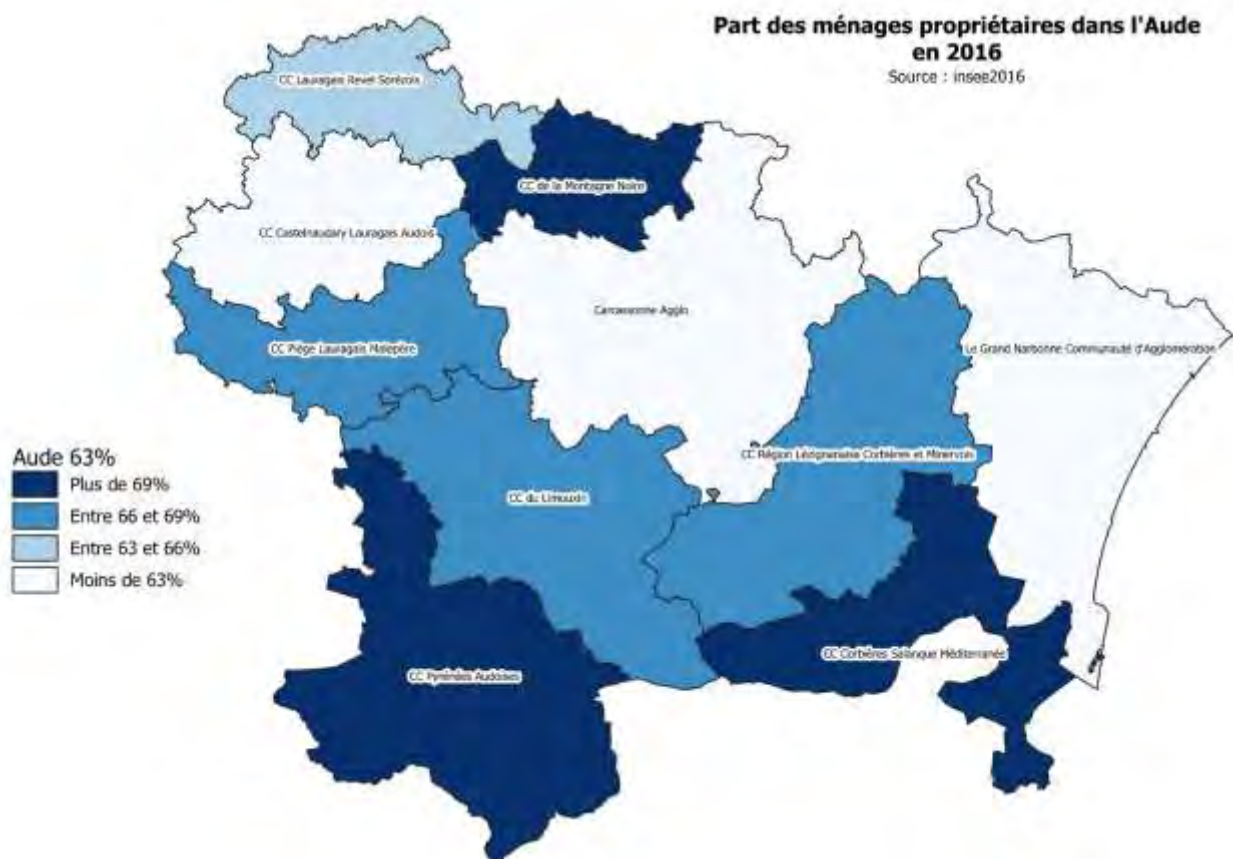 Part des ménages propriétaires dans l'Aude
en 2016
Source : insee2016
CC Lauragais Revel Sorézois
CC de la Montagne Noire
CC Castelnaudary Lauragais Audois
Carcassonne Agglo
CC Piège Lauragais Malepère
Le Grand Narbonne Communauté d'Agglomération
CC Région Lézignanaise Corbières et Minervois
CC du Limouxin
CC Corbières Salanque Méditerranée
CC Pyrénées Audoises
Aude 63%
Plus de 69%
Entre 66 et 69%
Entre 63 et 66%
Moins de 63%